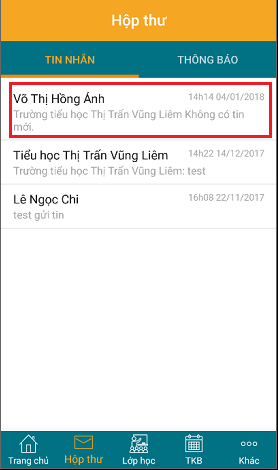 Hộp thư
TIN NHẮN
THÔNG BÁO
Võ Thị Hồng Ánh
14h14 04/01/2018
Trường tiểu học Thị Trấn Vũng Liêm Không có tin
mới.
Tiểu học Thị Trấn Vũng Liêm
14h22 14/12/2017
Trường tiểu học Thị Trấn Vũng Liêm: test
Lê Ngọc Chi
16h08 22/11/2017
test gửi tin
Trang chủ
Hộp thư
Lớp học
TKB
Khác